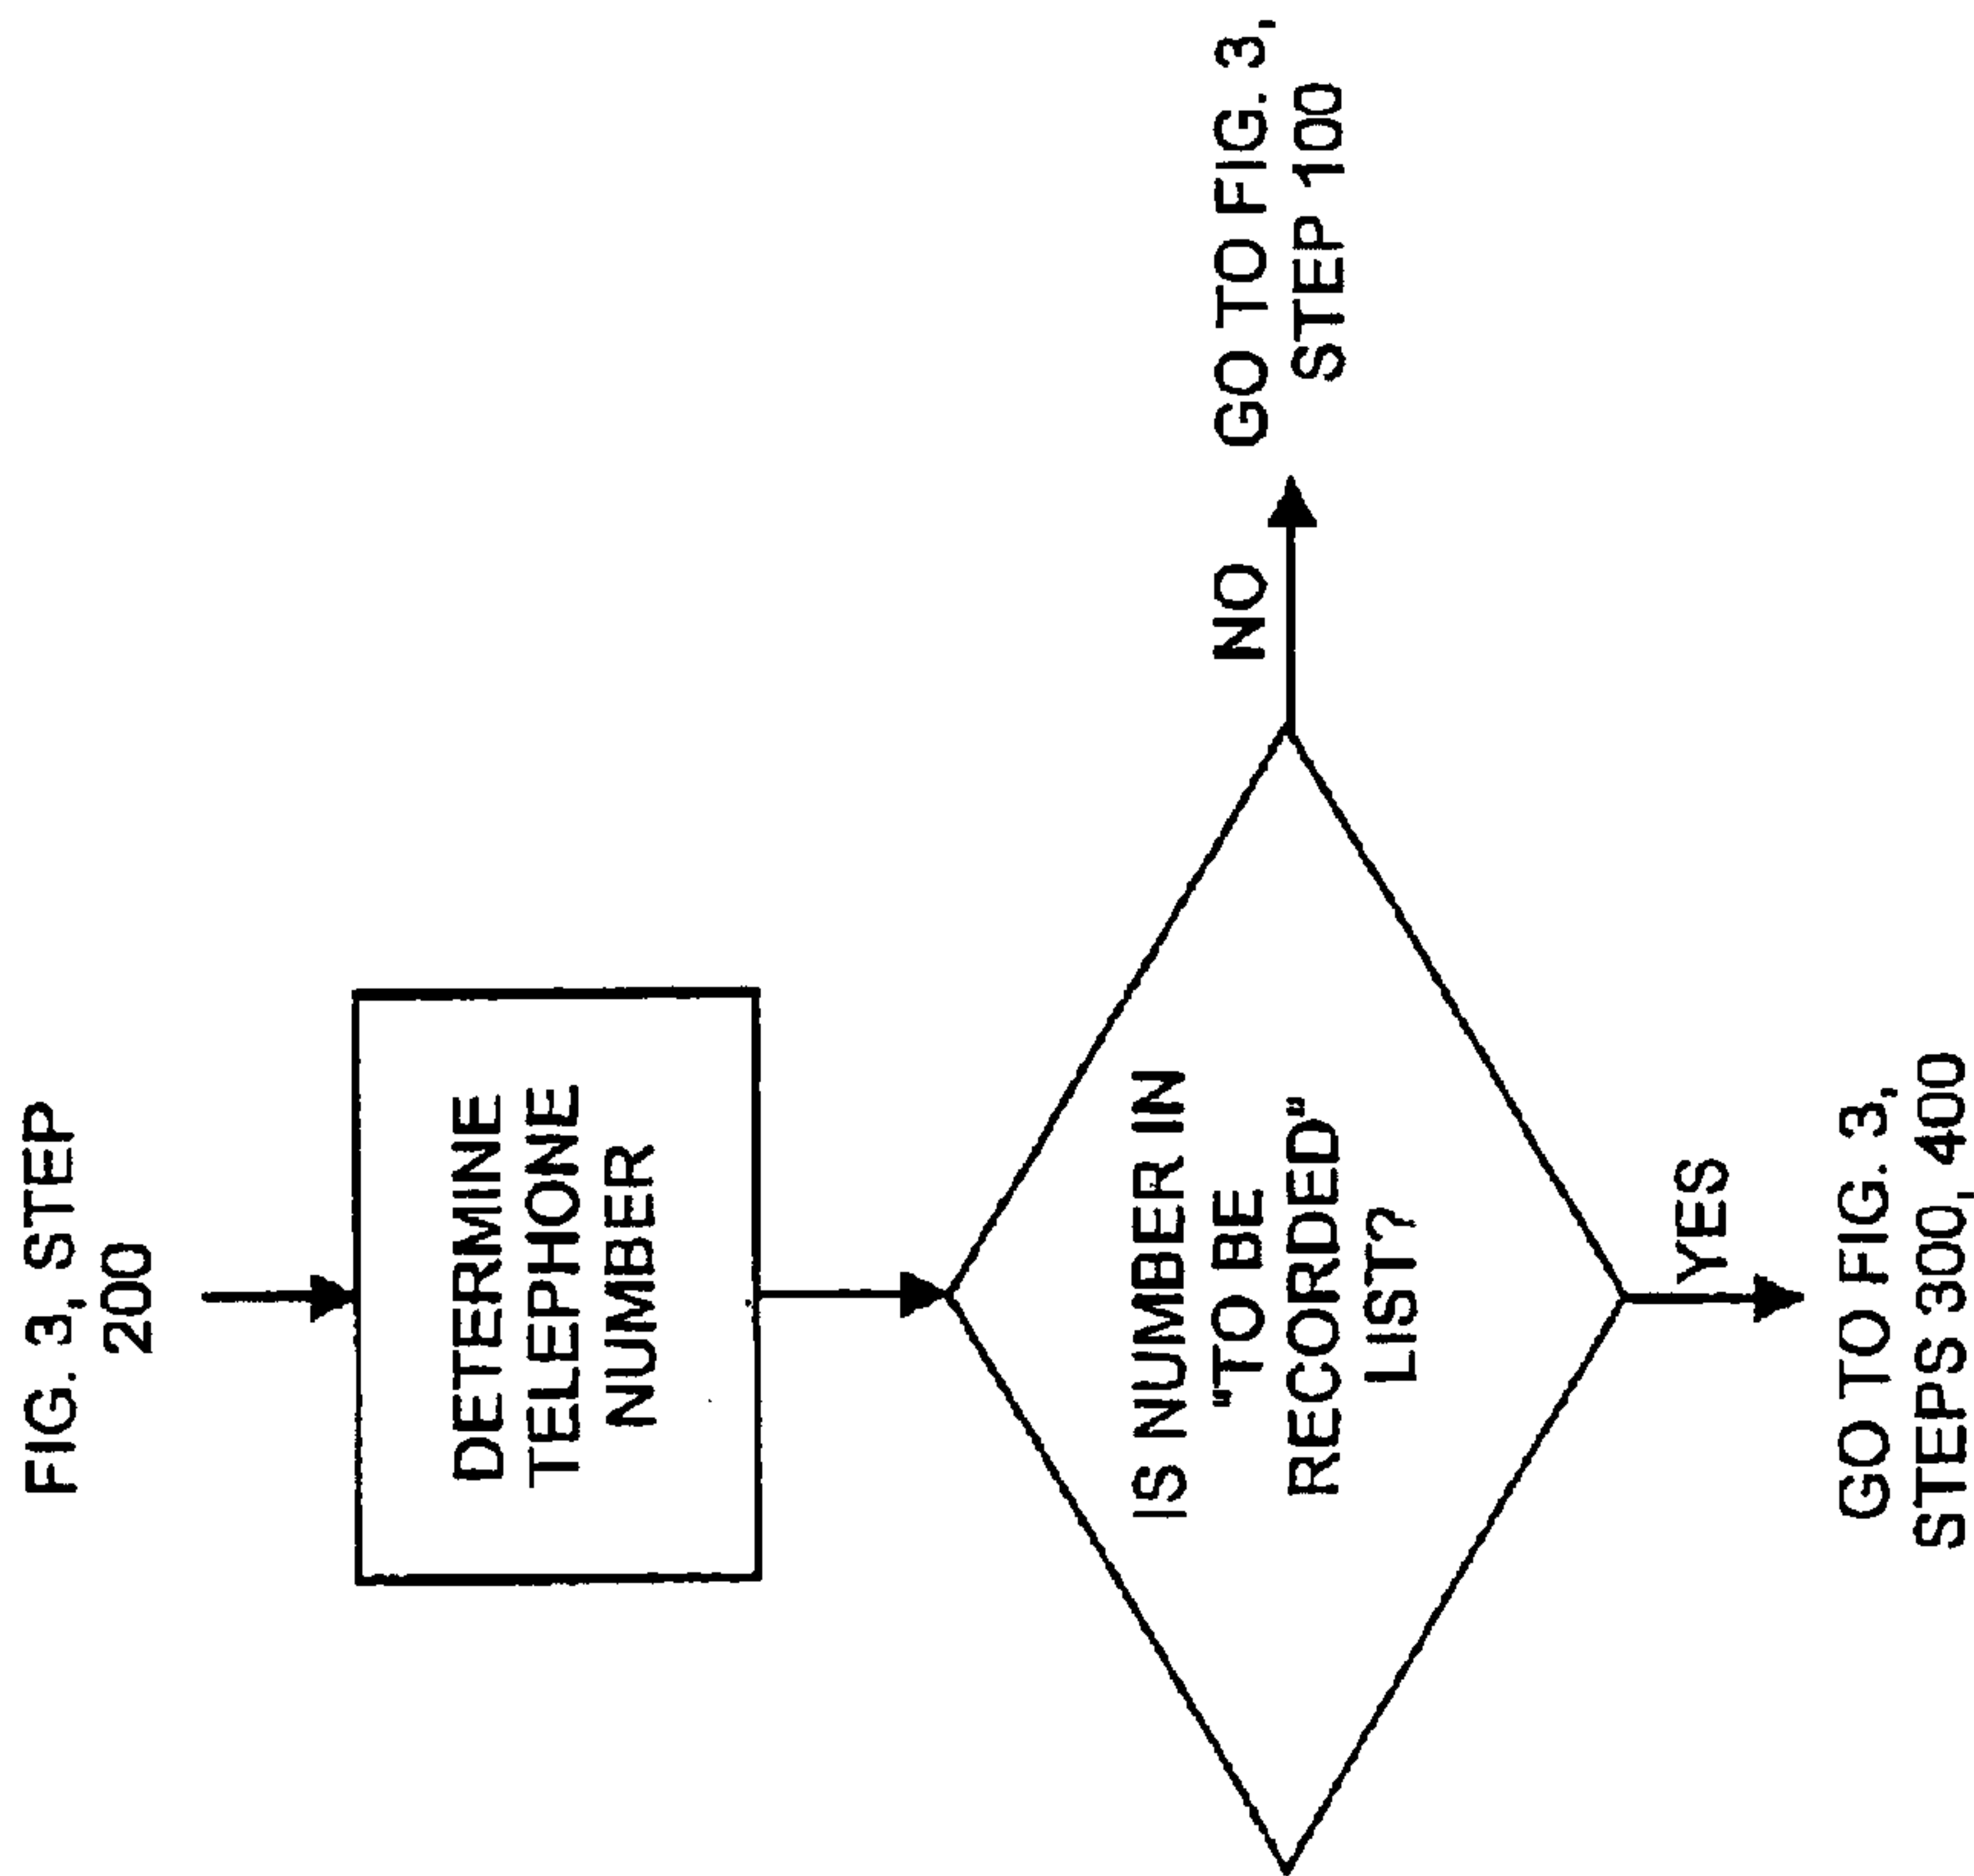 FIG. 3, STEP
200
DETERMINE
TELEPHONE
NUMBER
IS NUMBER IN
"TO BE
RECORDED"
LIST?
NO
GO TO FIG. 3,
STEP 100
YES
GO TO FIG. 3,
STEPS 300, 400